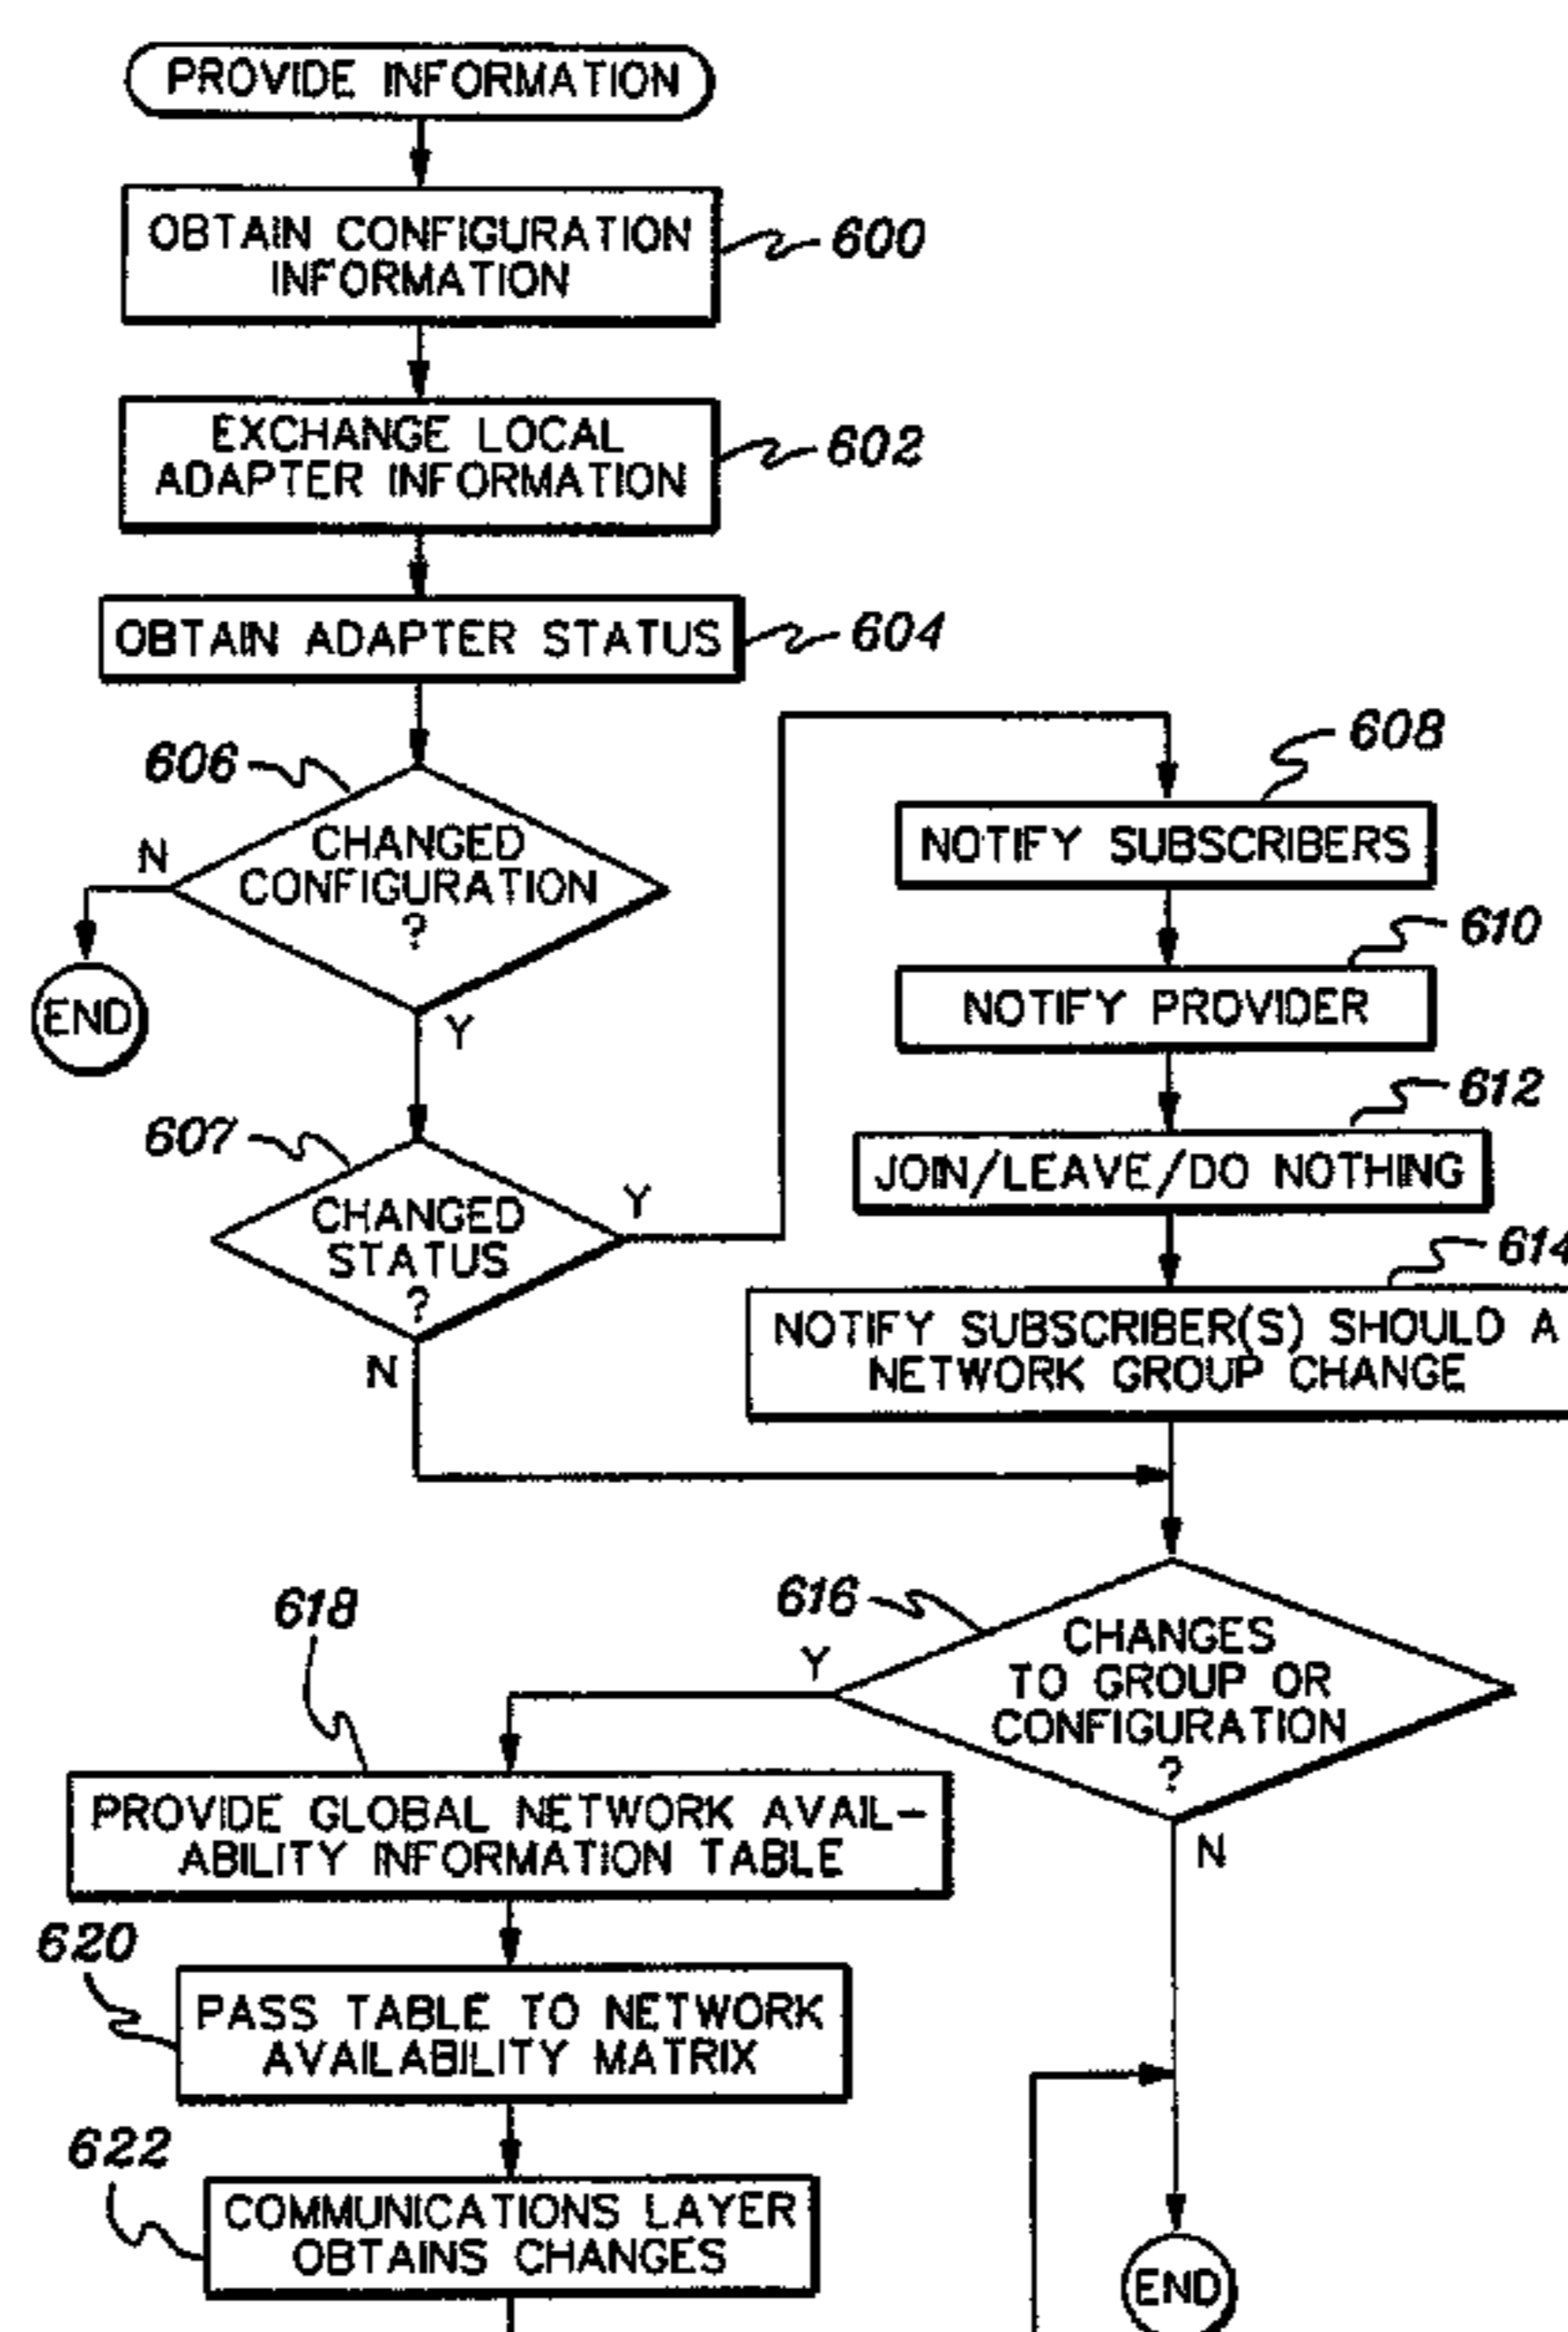 PROVIDE INFORMATION
OBTAIN CONFIGURATION
INFORMATION
600
EXCHANGE LOCAL
ADAPTER INFORMATION
602
OBTAIN ADAPTER STATUS
604
606
CHANGED
CONFIGURATION
?
N
END
Y
607
CHANGED
STATUS
?
Y
N
608
NOTIFY SUBSCRIBERS
610
NOTIFY PROVIDER
612
JOIN/LEAVE/DO NOTHING
614
NOTIFY SUBSCRIBER(S) SHOULD A
NETWORK GROUP CHANGE
616
CHANGES
TO GROUP OR
CONFIGURATION
?
Y
N
618
PROVIDE GLOBAL NETWORK AVAIL-
ABILITY INFORMATION TABLE
620
PASS TABLE TO NETWORK
AVAILABILITY MATRIX
622
COMMUNICATIONS LAYER
OBTAINS CHANGES
END